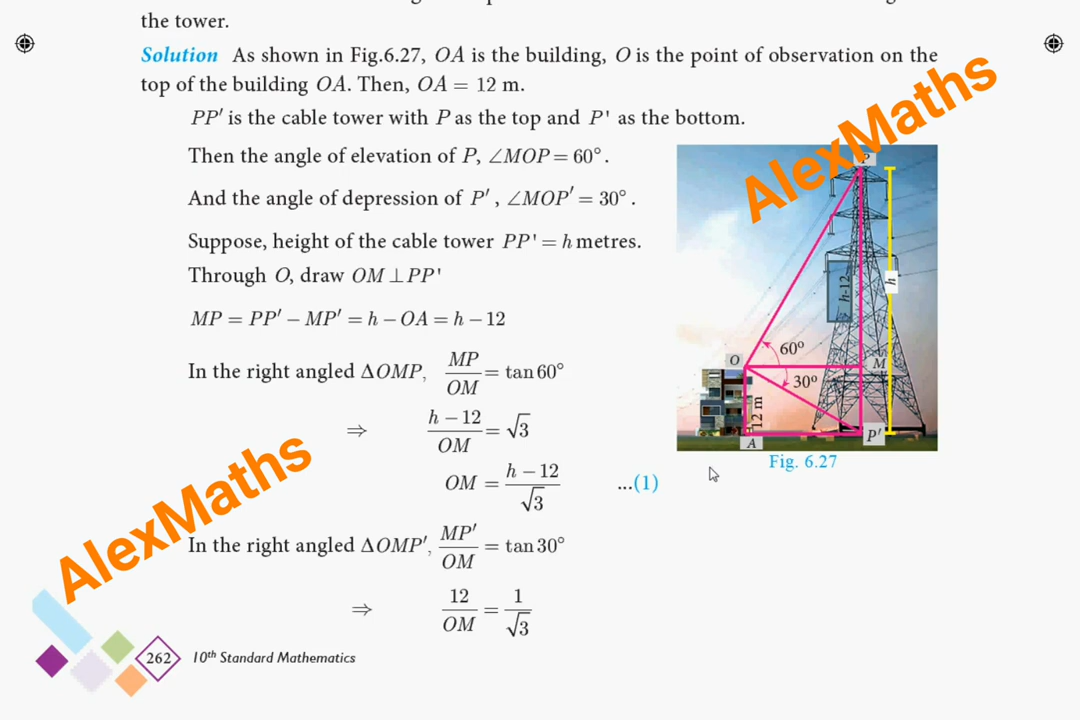 the tower.
Solution As shown in Fig.6.27, OA is the building, O is the point of observation on the
top of the building OA. Then, OA = 12 m.
PP′ is the cable tower with P as the top and P' as the bottom.
Then the angle of elevation of P, ∠MOP = 60°.
And the angle of depression of P′, ∠MOP′ = 30°.
Suppose, height of the cable tower PP' = h metres.
Through O, draw OM ⊥ PP'
MP = PP′ − MP′ = h − OA = h − 12
In the right angled ΔOMP, MP/OM = tan 60°
⇒ (h − 12)/OM = √3
OM = (h − 12)/√3 ...(1)
In the right angled ΔOMP′, MP′/OM = tan 30°
⇒ 12/OM = 1/√3
262 10th Standard Mathematics
P
h-12
h
60°
O
M
30°
12 m
A
P'
Fig. 6.27
AlexMaths
AlexMaths